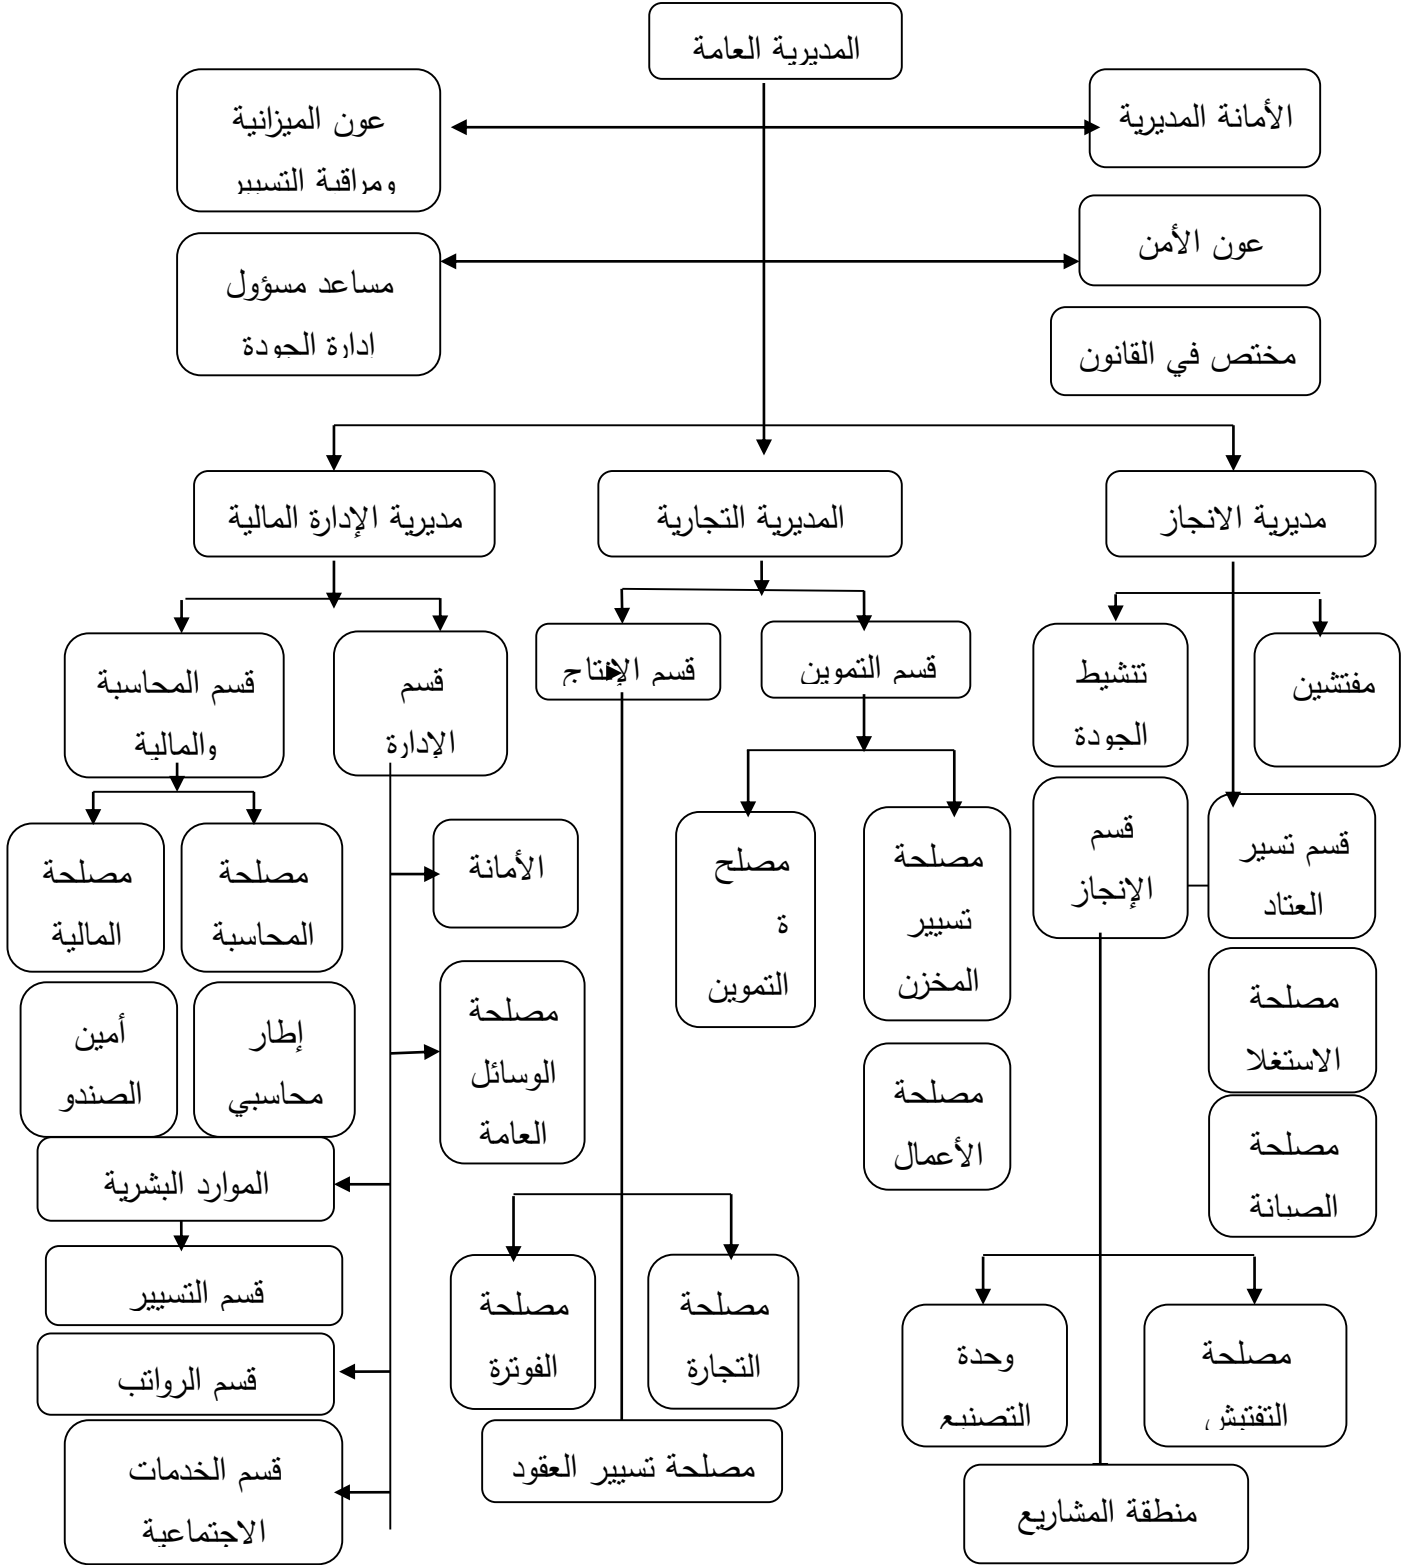 المديرية العامة
الأمانة المديرية
عون الميزانية
ومراقبة التسيير
عون الأمن
مساعد مسؤول
إدارة الجودة
مختص في القانون
مديرية الانجاز
المديرية التجارية
مديرية الإدارة المالية
مفتشين
تنشيط
الجودة
قسم التموين
قسم الإنتاج
قسم
الإدارة
قسم المحاسبة
والمالية
قسم تسير
العتاد
قسم
الإنجاز
مصلحة
تسيير
المخزن
مصلح
ة
التموين
الأمانة
مصلحة
المحاسبة
مصلحة
المالية
مصلحة
الاستغلا
مصلحة
الأعمال
مصلحة
الوسائل
العامة
إطار
محاسبي
أمين
الصندو
مصلحة
الصيانة
الموارد البشرية
قسم التسيير
مصلحة
التجارة
مصلحة
الفوترة
مصلحة
التفتيش
وحدة
التصنيع
قسم الرواتب
مصلحة تسيير العقود
قسم الخدمات
الاجتماعية
منطقة المشاريع